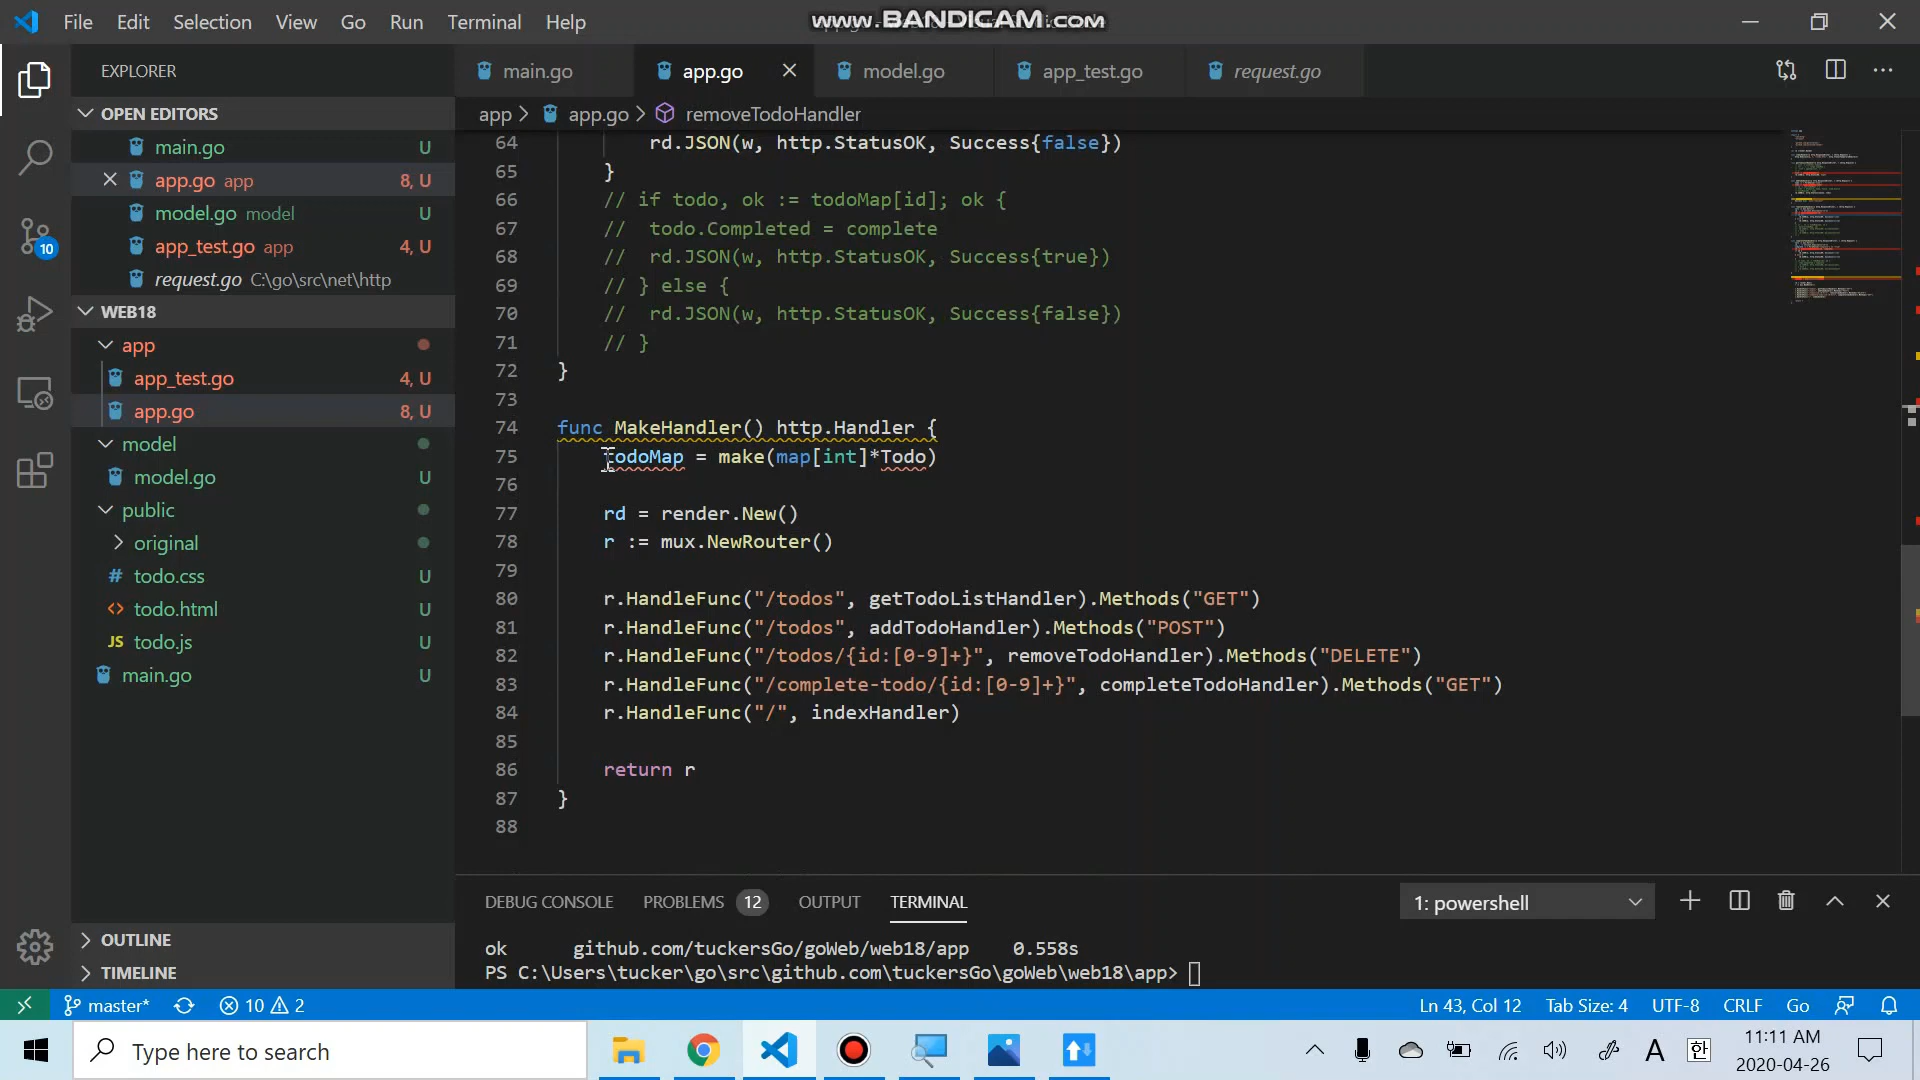 File Edit Selection View Go Run Terminal Help
www.BANDICAM.com
EXPLORER
main.go
app.go
model.go
app_test.go
request.go
OPEN EDITORS
main.go U
app.go app 8, U
model.go model U
app_test.go app 4, U
request.go C:\go\src\net\http
WEB18
app
app_test.go 4, U
app.go 8, U
model
model.go U
public
original
# todo.css U
<> todo.html U
JS todo.js U
main.go U
OUTLINE
TIMELINE
10
app > app.go > removeTodoHandler
64 rd.JSON(w, http.StatusOK, Success{false})
65 }
66 // if todo, ok := todoMap[id]; ok {
67 // todo.Completed = complete
68 // rd.JSON(w, http.StatusOK, Success{true})
69 // } else {
70 // rd.JSON(w, http.StatusOK, Success{false})
71 // }
72 }
73
74 func MakeHandler() http.Handler {
75 todoMap = make(map[int]*Todo)
76
77 rd = render.New()
78 r := mux.NewRouter()
79
80 r.HandleFunc("/todos", getTodoListHandler).Methods("GET")
81 r.HandleFunc("/todos", addTodoHandler).Methods("POST")
82 r.HandleFunc("/todos/{id:[0-9]+}", removeTodoHandler).Methods("DELETE")
83 r.HandleFunc("/complete-todo/{id:[0-9]+}", completeTodoHandler).Methods("GET")
84 r.HandleFunc("/", indexHandler)
85
86 return r
87 }
88
DEBUG CONSOLE PROBLEMS 12 OUTPUT TERMINAL
1: powershell
ok github.com/tuckersGo/goWeb/web18/app 0.558s
PS C:\Users\tucker\go\src\github.com\tuckersGo\goWeb\web18\app>
master* 10 2
Ln 43, Col 12 Tab Size: 4 UTF-8 CRLF Go
Type here to search
A 한
11:11 AM
2020-04-26